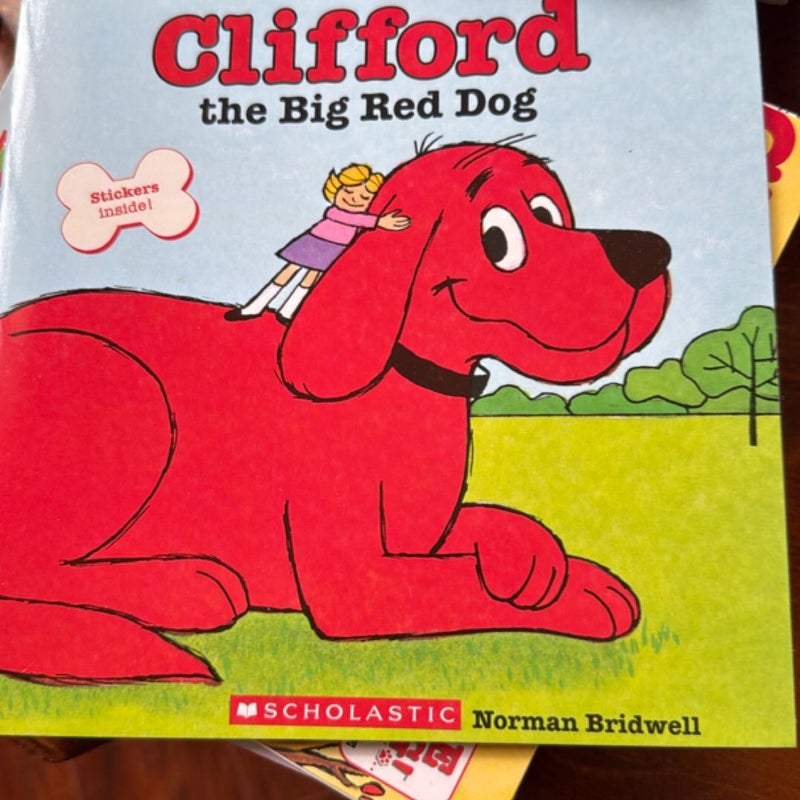 Clifford
the Big Red Dog
Stickers
inside!
SCHOLASTIC
Norman Bridwell